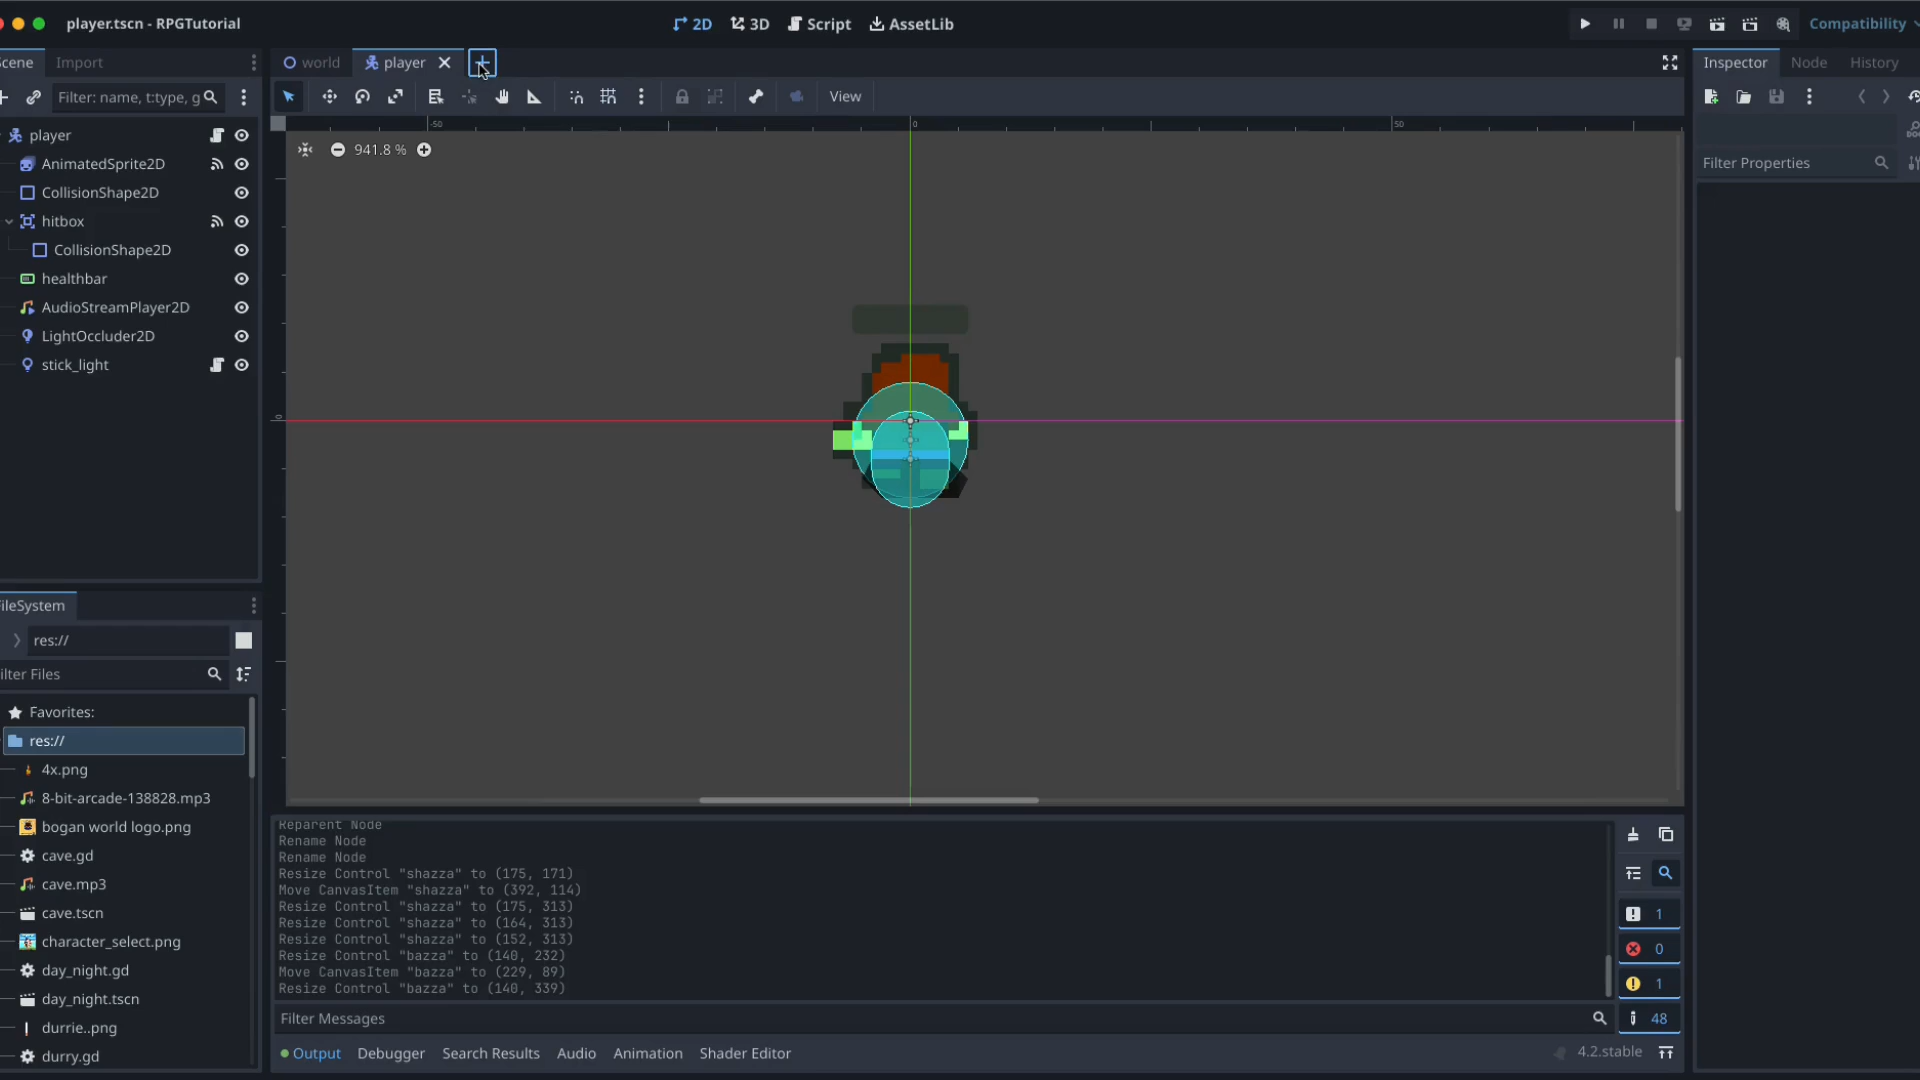 player.tscn - RPGTutorial
2D
3D
Script
AssetLib
Compatibility
Scene
Import
Filter: name, t:type, g
player
AnimatedSprite2D
CollisionShape2D
hitbox
CollisionShape2D
healthbar
AudioStreamPlayer2D
LightOccluder2D
stick_light
world
player
View
-50
0
50
0
941.8 %
Inspector
Node
History
Filter Properties
FileSystem
res://
ilter Files
Favorites:
res://
4x.png
8-bit-arcade-138828.mp3
bogan world logo.png
cave.gd
cave.mp3
cave.tscn
character_select.png
day_night.gd
day_night.tscn
durrie..png
durry.gd
Reparent Node
Rename Node
Rename Node
Resize Control "shazza" to (175, 171)
Move CanvasItem "shazza" to (392, 114)
Resize Control "shazza" to (175, 313)
Resize Control "shazza" to (164, 313)
Resize Control "shazza" to (152, 313)
Resize Control "bazza" to (140, 232)
Move CanvasItem "bazza" to (229, 89)
Resize Control "bazza" to (140, 339)
1
0
1
48
Filter Messages
Output
Debugger
Search Results
Audio
Animation
Shader Editor
4.2.stable